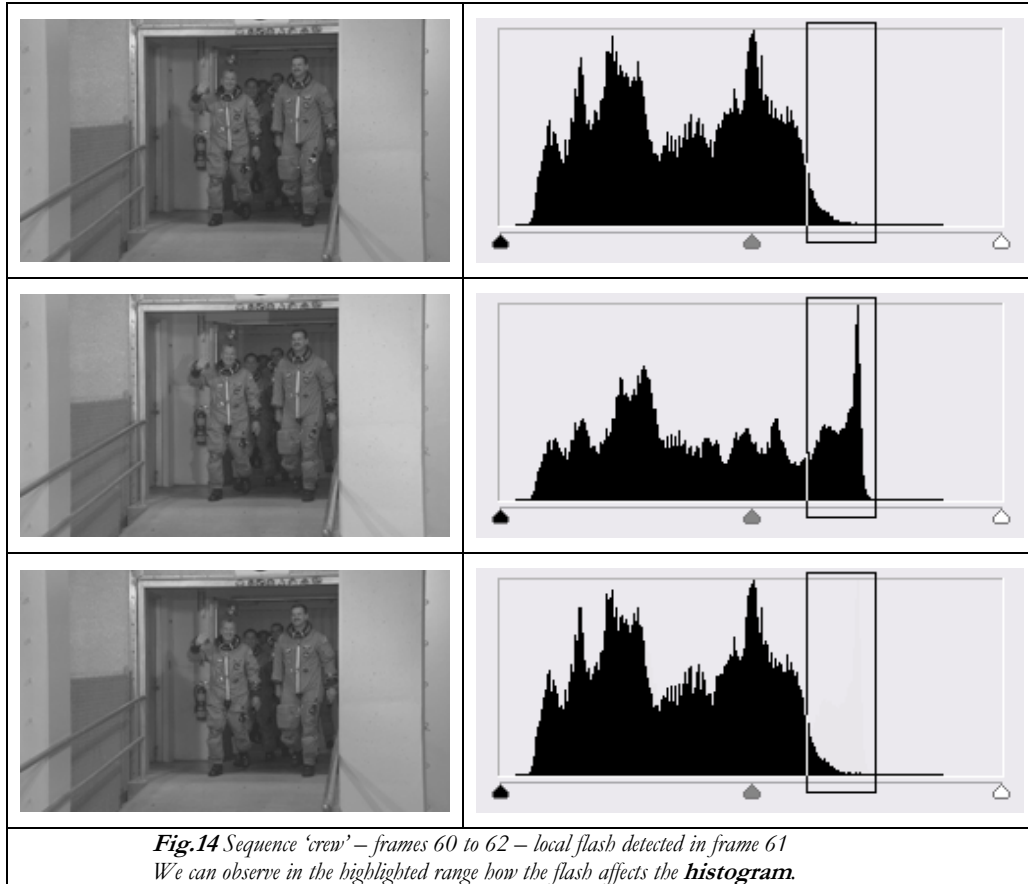 Fig.14 Sequence ‘crew’ – frames 60 to 62 – local flash detected in frame 61
We can observe in the highlighted range how the flash affects the histogram.